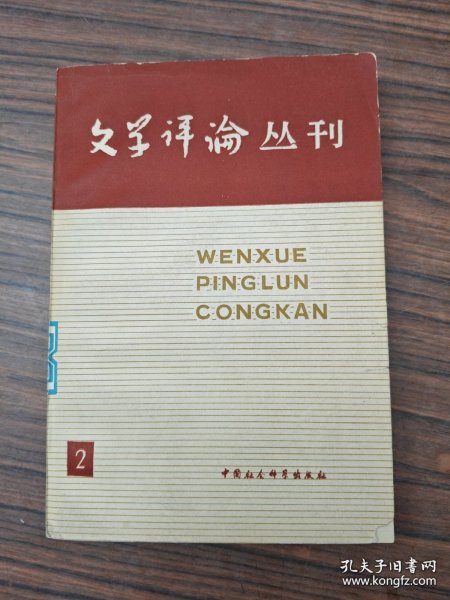 文学评论丛刊
WENXUE
PINGLUN
CONGKAN
2
中国社会科学出版社
孔夫子旧书网
www.kongfz.com